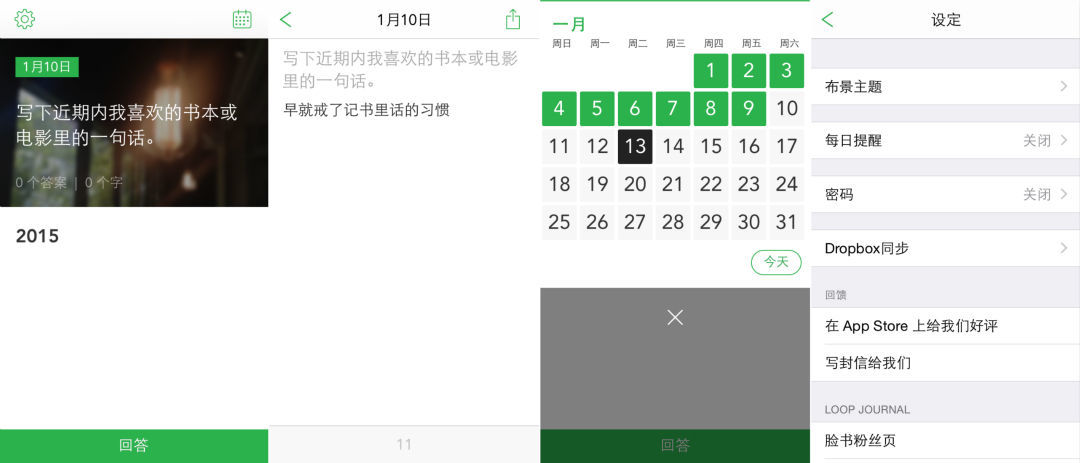 1月10日
写下近期内我喜欢的书本或
电影里的一句话。
0 个答案 | 0 个字
2015
回答
1月10日
写下近期内我喜欢的书本或电影
里的一句话。
早就戒了记书里话的习惯
11
一月
周日 周一 周二 周三 周四 周五 周六
1 2 3
4 5 6 7 8 9 10
11 12 13 14 15 16 17
18 19 20 21 22 23 24
25 26 27 28 29 30 31
今天
回答
设定
布景主题
每日提醒 关闭
密码 关闭
Dropbox同步
回馈
在 App Store 上给我们好评
写封信给我们
LOOP JOURNAL
脸书粉丝页